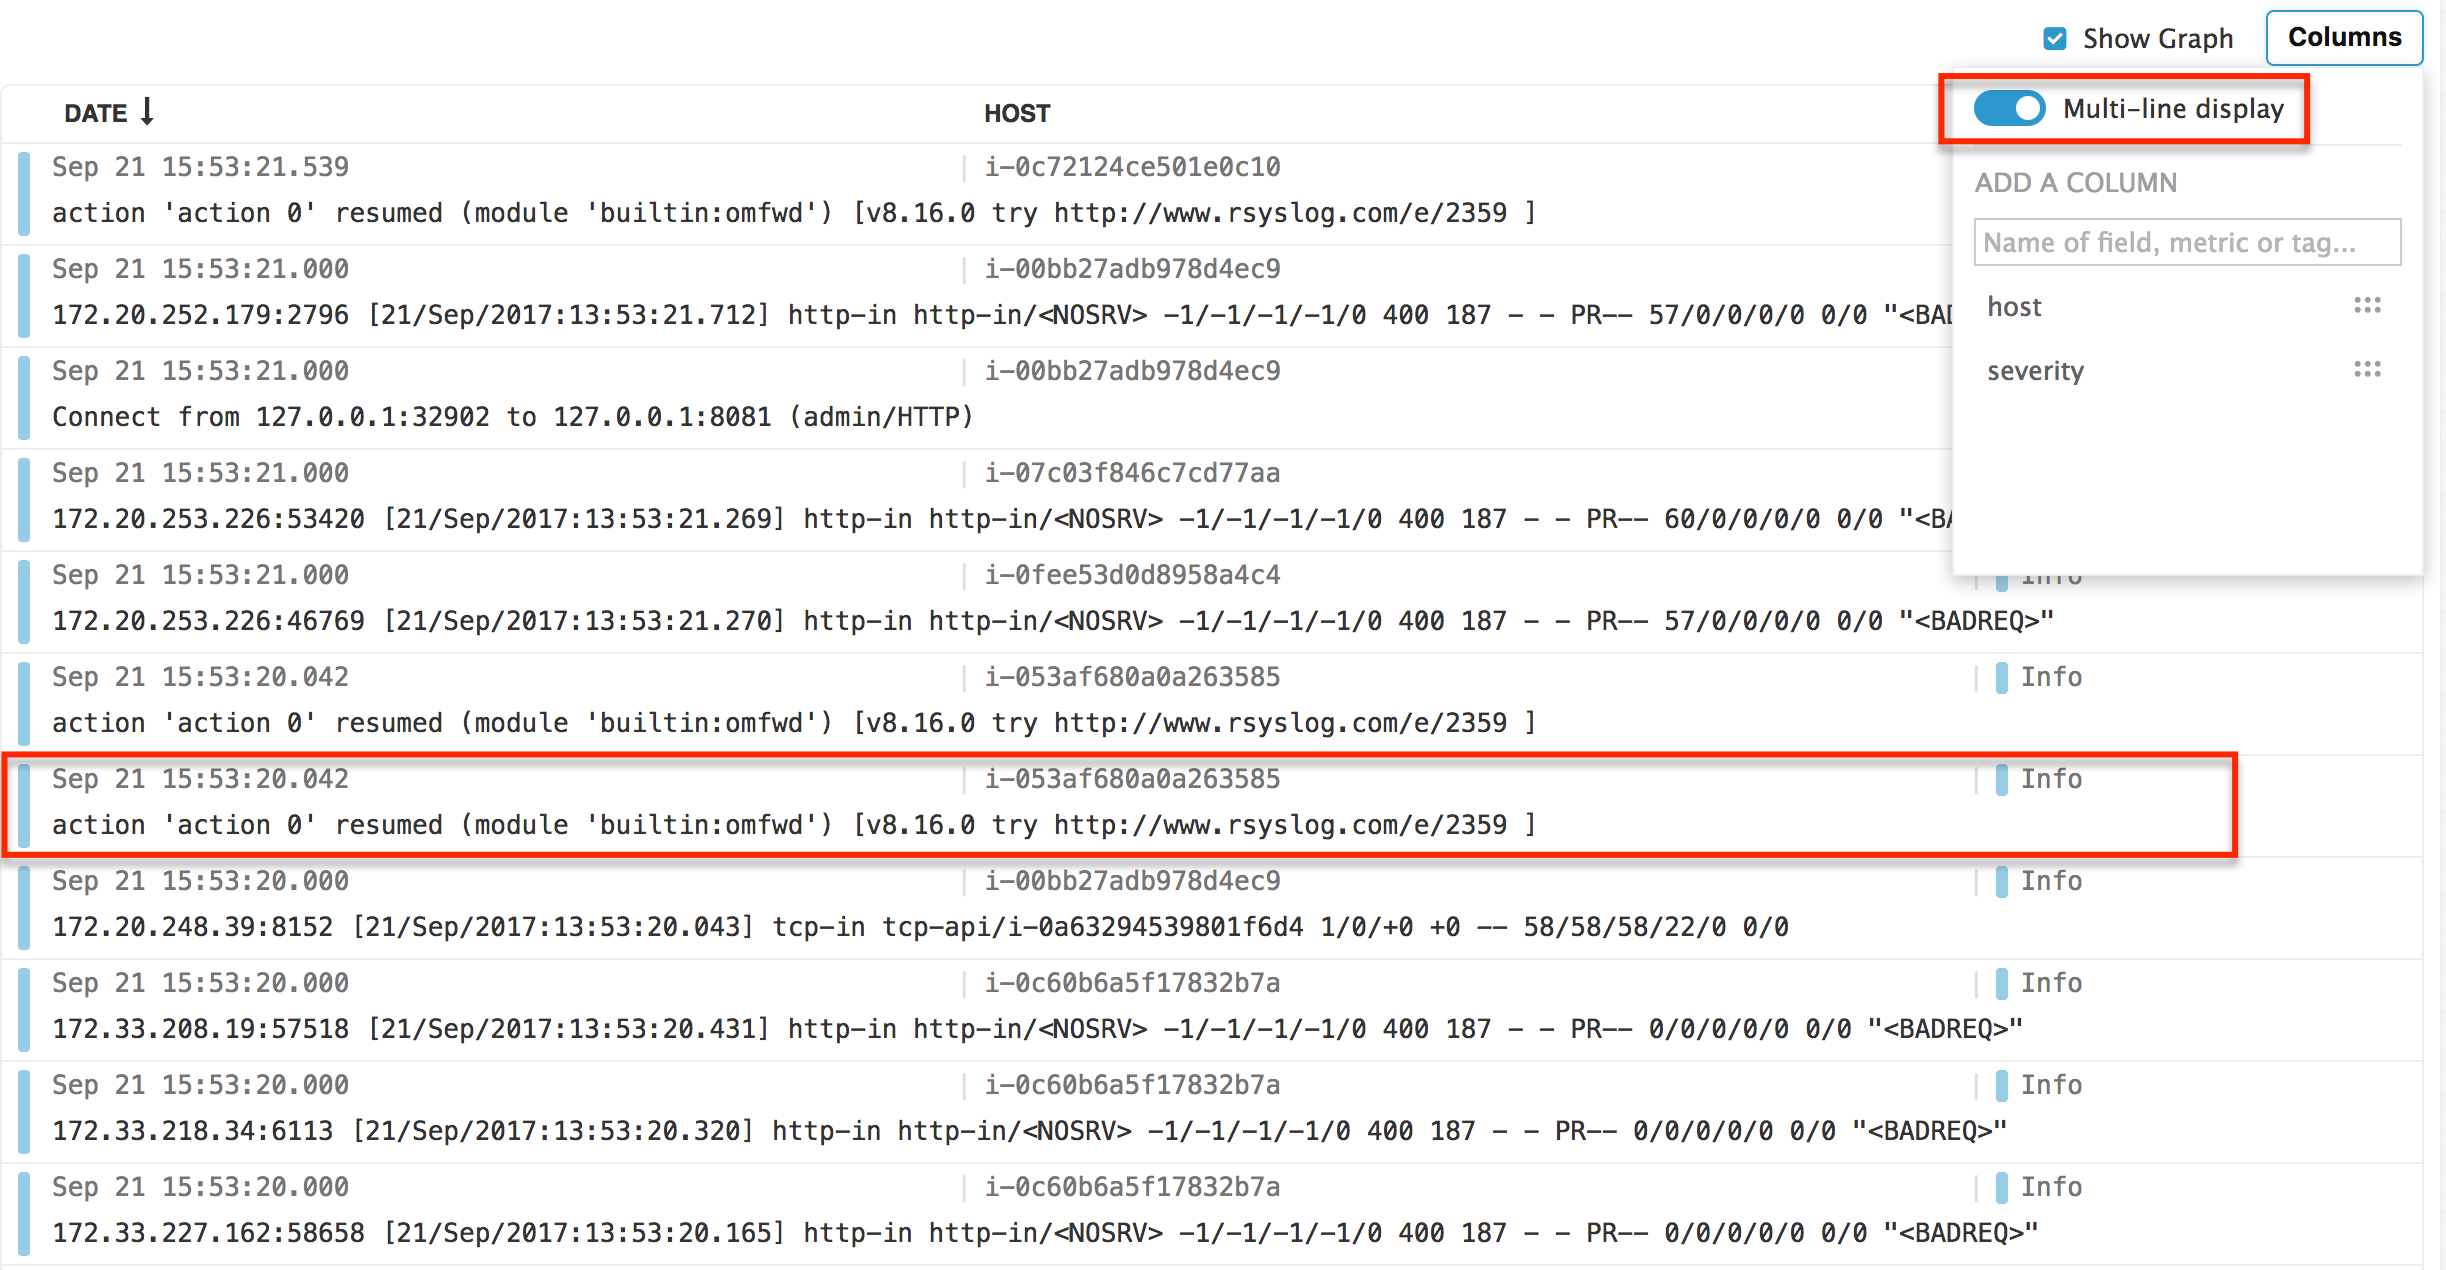 Show Graph Columns
DATE ↓ HOST Multi-line display
Sep 21 15:53:21.539 | i-0c72124ce501e0c10
ADD A COLUMN
action 'action 0' resumed (module 'builtin:omfwd') [v8.16.0 try http://www.rsyslog.com/e/2359 ]
Name of field, metric or tag...
Sep 21 15:53:21.000 | i-00bb27adb978d4ec9
host
172.20.252.179:2796 [21/Sep/2017:13:53:21.712] http-in http-in/<NOSRV> -1/-1/-1/-1/0 400 187 - - PR-- 57/0/0/0/0 0/0 "<BAD
Sep 21 15:53:21.000 | i-00bb27adb978d4ec9
severity
Connect from 127.0.0.1:32902 to 127.0.0.1:8081 (admin/HTTP)
Sep 21 15:53:21.000 | i-07c03f846c7cd77aa
172.20.253.226:53420 [21/Sep/2017:13:53:21.269] http-in http-in/<NOSRV> -1/-1/-1/-1/0 400 187 - - PR-- 60/0/0/0/0 0/0 "<BA
Sep 21 15:53:21.000 | i-0fee53d0d8958a4c4 | Info
172.20.253.226:46769 [21/Sep/2017:13:53:21.270] http-in http-in/<NOSRV> -1/-1/-1/-1/0 400 187 - - PR-- 57/0/0/0/0 0/0 "<BADREQ>"
Sep 21 15:53:20.042 | i-053af680a0a263585 | Info
action 'action 0' resumed (module 'builtin:omfwd') [v8.16.0 try http://www.rsyslog.com/e/2359 ]
Sep 21 15:53:20.042 | i-053af680a0a263585 | Info
action 'action 0' resumed (module 'builtin:omfwd') [v8.16.0 try http://www.rsyslog.com/e/2359 ]
Sep 21 15:53:20.000 | i-00bb27adb978d4ec9 | Info
172.20.248.39:8152 [21/Sep/2017:13:53:20.043] tcp-in tcp-api/i-0a63294539801f6d4 1/0/+0 +0 -- 58/58/58/22/0 0/0
Sep 21 15:53:20.000 | i-0c60b6a5f17832b7a | Info
172.33.208.19:57518 [21/Sep/2017:13:53:20.431] http-in http-in/<NOSRV> -1/-1/-1/-1/0 400 187 - - PR-- 0/0/0/0/0 0/0 "<BADREQ>"
Sep 21 15:53:20.000 | i-0c60b6a5f17832b7a | Info
172.33.218.34:6113 [21/Sep/2017:13:53:20.320] http-in http-in/<NOSRV> -1/-1/-1/-1/0 400 187 - - PR-- 0/0/0/0/0 0/0 "<BADREQ>"
Sep 21 15:53:20.000 | i-0c60b6a5f17832b7a | Info
172.33.227.162:58658 [21/Sep/2017:13:53:20.165] http-in http-in/<NOSRV> -1/-1/-1/-1/0 400 187 - - PR-- 0/0/0/0/0 0/0 "<BADREQ>"